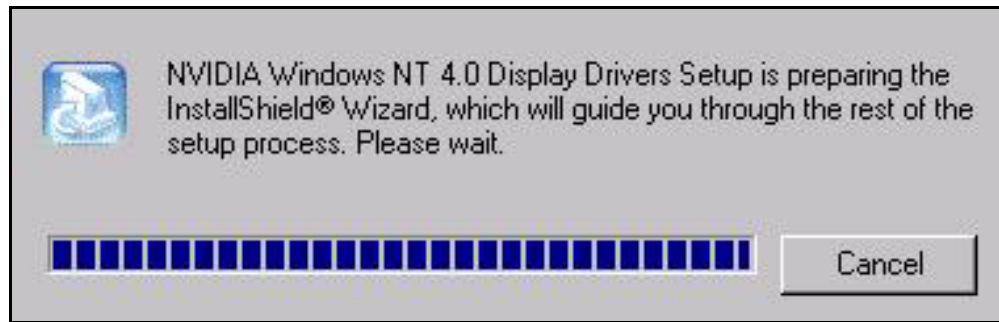 NVIDIA Windows NT 4.0 Display Drivers Setup is preparing the
InstallShield® Wizard, which will guide you through the rest of the
setup process. Please wait.
Cancel